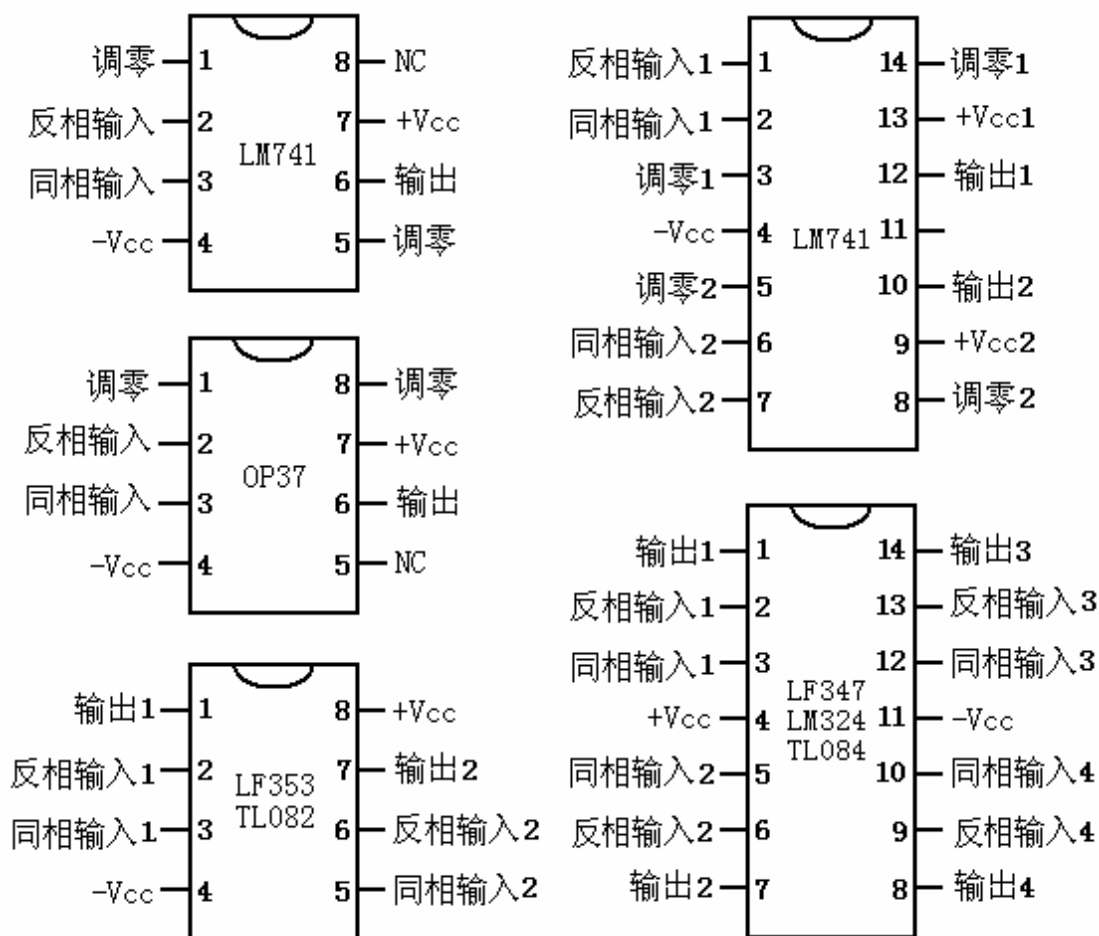 调零 1 8 NC
反相输入 2 7 +Vcc
LM741
同相输入 3 6 输出
-Vcc 4 5 调零
反相输入1 1 14 调零1
同相输入1 2 13 +Vcc1
调零1 3 12 输出1
-Vcc 4 LM741 11
调零2 5 10 输出2
同相输入2 6 9 +Vcc2
反相输入2 7 8 调零2
调零 1 8 调零
反相输入 2 7 +Vcc
OP37
同相输入 3 6 输出
-Vcc 4 5 NC
输出1 1 14 输出3
反相输入1 2 13 反相输入3
同相输入1 3 12 同相输入3
LF347
+Vcc 4 LM324 11 -Vcc
TL084
同相输入2 5 10 同相输入4
反相输入2 6 9 反相输入4
输出2 7 8 输出4
输出1 1 8 +Vcc
反相输入1 2 7 输出2
LF353
TL082
同相输入1 3 6 反相输入2
-Vcc 4 5 同相输入2